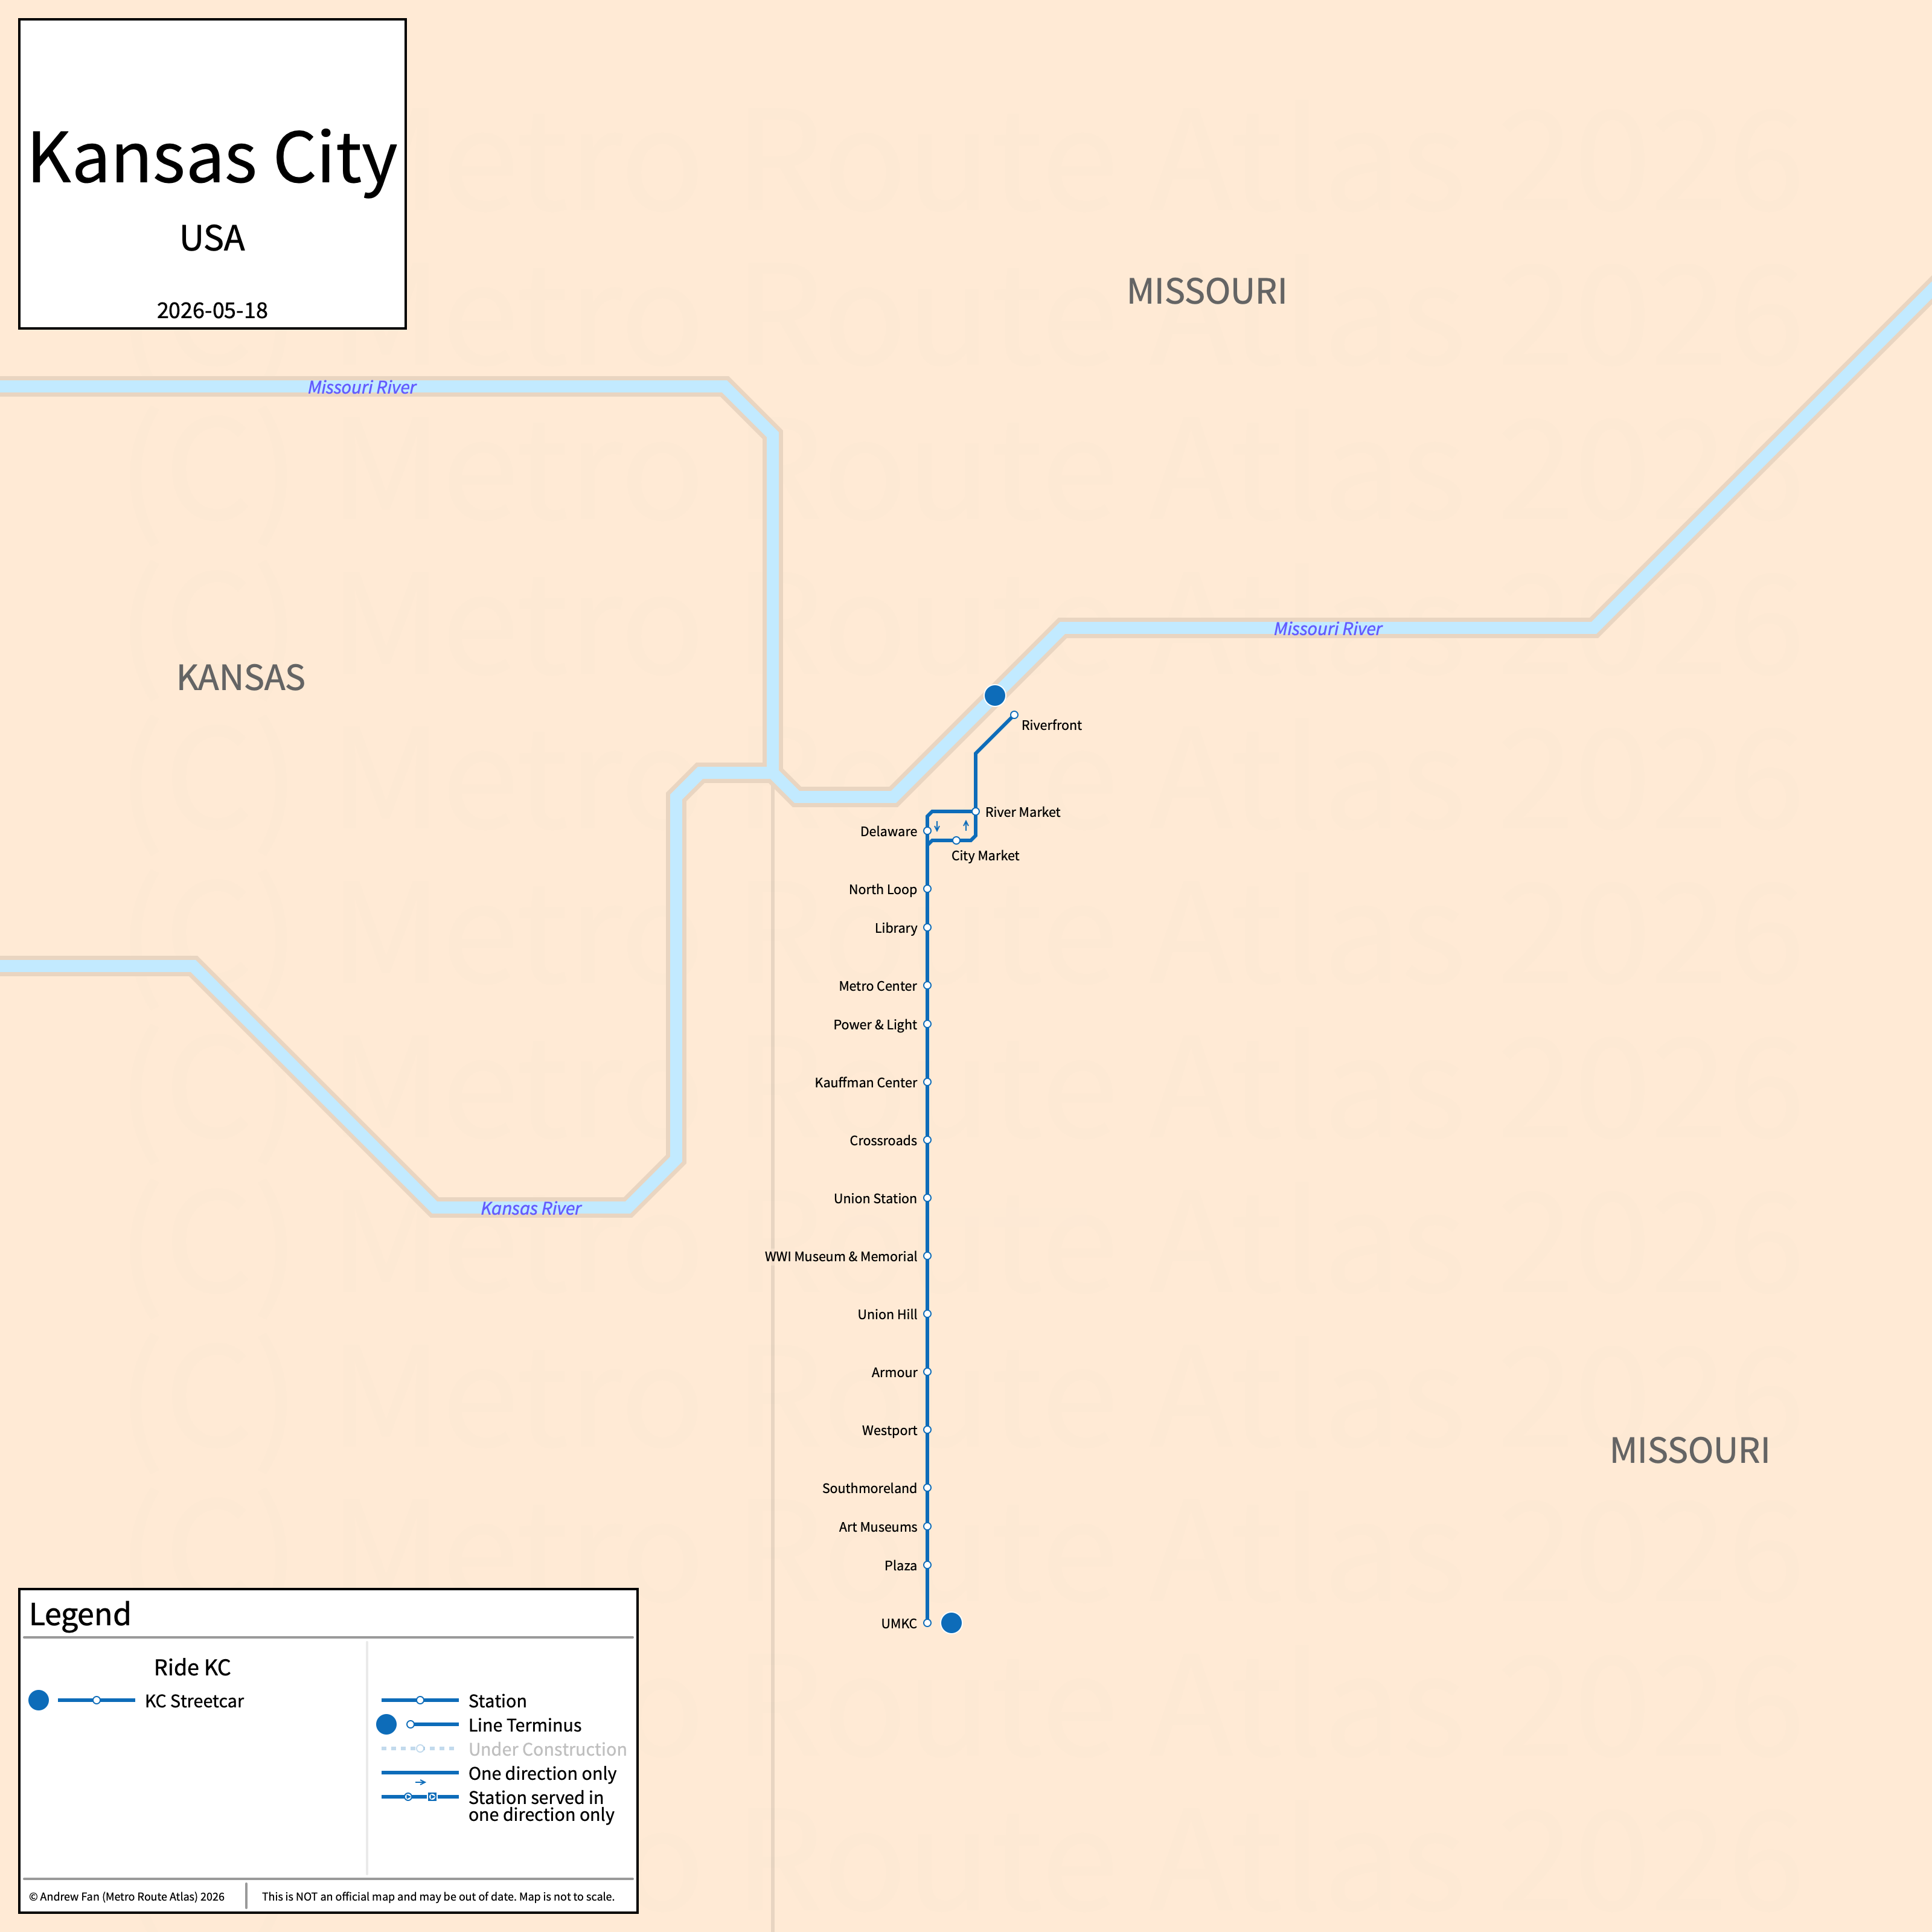 Kansas City
USA
2026-05-18
MISSOURI
Missouri River
Missouri River
KANSAS
Riverfront
River Market
Delaware
City Market
North Loop
Library
Metro Center
Power & Light
Kauffman Center
Crossroads
Union Station
Kansas River
WWI Museum & Memorial
Union Hill
Armour
Westport
MISSOURI
Southmoreland
Art Museums
Plaza
UMKC
Legend
Ride KC
KC Streetcar
Station
Line Terminus
Under Construction
One direction only
Station served in
one direction only
© Andrew Fan (Metro Route Atlas) 2026
This is NOT an official map and may be out of date. Map is not to scale.
(C) Metro Route Atlas 2026